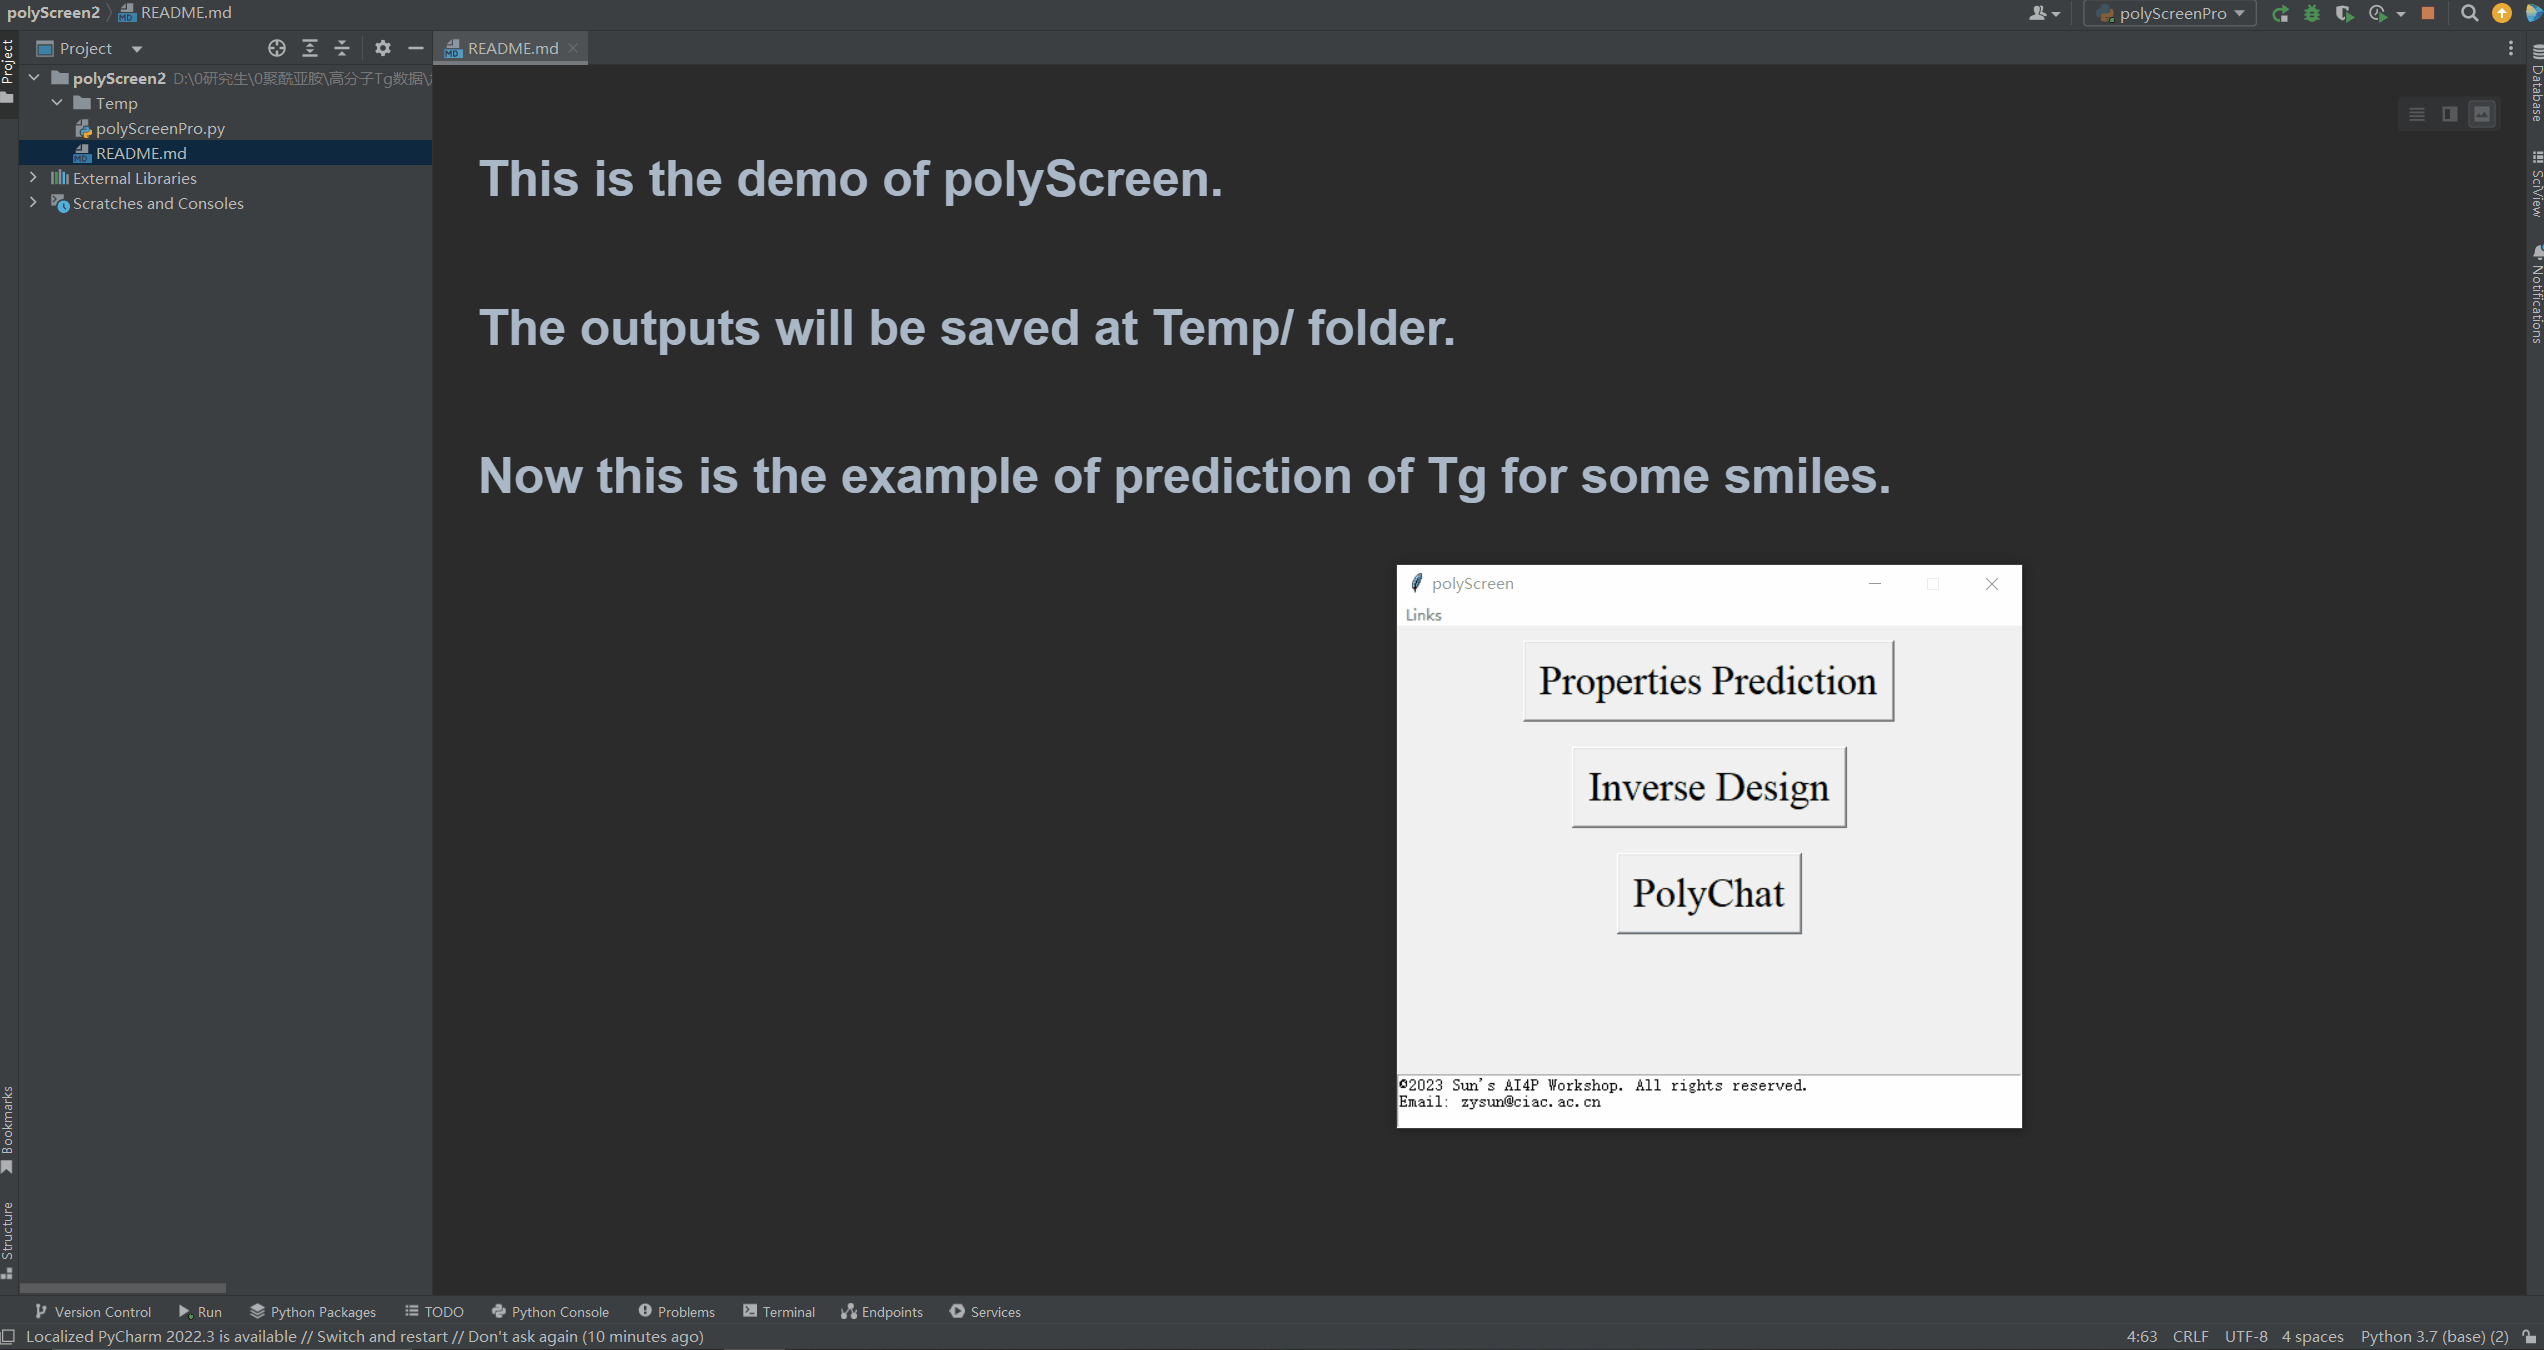 polyScreen2 README.md
polyScreenPro
Project
README.md
Project
polyScreen2 D:\0研究生\0聚酰亚胺\高分子Tg数据\
Temp
polyScreenPro.py
README.md
External Libraries
Scratches and Consoles
This is the demo of polyScreen.
The outputs will be saved at Temp/ folder.
Now this is the example of prediction of Tg for some smiles.
polyScreen
Links
Properties Prediction
Inverse Design
PolyChat
©2023 Sun's AI4P Workshop. All rights reserved.
Email: zysun@ciac.ac.cn
Database
SciView
Notifications
Bookmarks
Structure
Version Control Run Python Packages TODO Python Console Problems Terminal Endpoints Services
Localized PyCharm 2022.3 is available // Switch and restart // Don't ask again (10 minutes ago)
4:63 CRLF UTF-8 4 spaces Python 3.7 (base) (2)